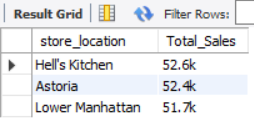 Result Grid Filter Rows:
store_location Total_Sales
Hell's Kitchen 52.6k
Astoria 52.4k
Lower Manhattan 51.7k